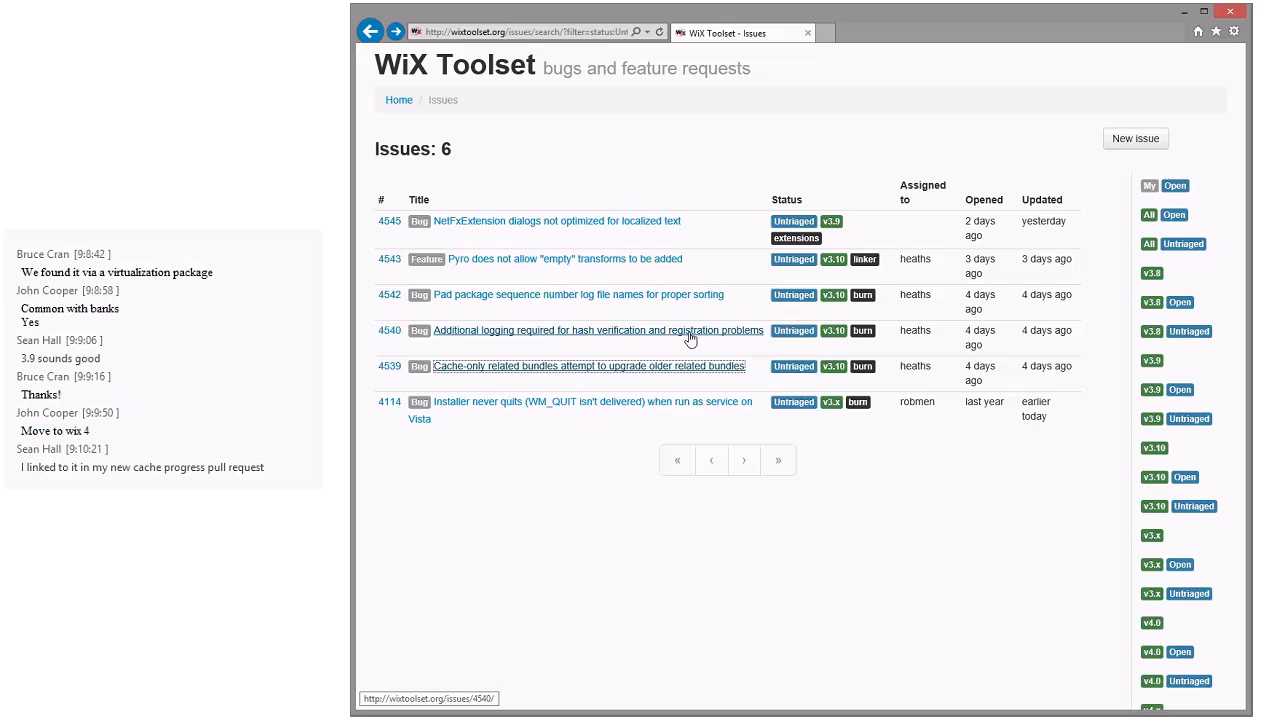 Bruce Cran [9:8:42 ]
We found it via a virtualization package
John Cooper [9:8:58 ]
Common with banks
Yes
Sean Hall [9:9:06 ]
3.9 sounds good
Bruce Cran [9:9:16 ]
Thanks!
John Cooper [9:9:50 ]
Move to wix 4
Sean Hall [9:10:21 ]
I linked to it in my new cache progress pull request
http://wixtoolset.org/issues/search/?filter=status:Unt
WiX Toolset - Issues
WiX Toolset bugs and feature requests
Home / Issues
New issue
Issues: 6
# Title Status Assigned to Opened Updated
4545 Bug NetFxExtension dialogs not optimized for localized text Untriaged v3.9 extensions 2 days ago yesterday
4543 Feature Pyro does not allow "empty" transforms to be added Untriaged v3.10 linker heaths 3 days ago 3 days ago
4542 Bug Pad package sequence number log file names for proper sorting Untriaged v3.10 burn heaths 4 days ago 4 days ago
4540 Bug Additional logging required for hash verification and registration problems Untriaged v3.10 burn heaths 4 days ago 4 days ago
4539 Bug Cache-only related bundles attempt to upgrade older related bundles Untriaged v3.10 burn heaths 4 days ago 4 days ago
4114 Bug Installer never quits (WM_QUIT isn't delivered) when run as service on Vista Untriaged v3.x burn robmen last year earlier today
« ‹ › »
My Open
All Open
All Untriaged
v3.8
v3.8 Open
v3.8 Untriaged
v3.9
v3.9 Open
v3.9 Untriaged
v3.10
v3.10 Open
v3.10 Untriaged
v3.x
v3.x Open
v3.x Untriaged
v4.0
v4.0 Open
v4.0 Untriaged
http://wixtoolset.org/issues/4540/